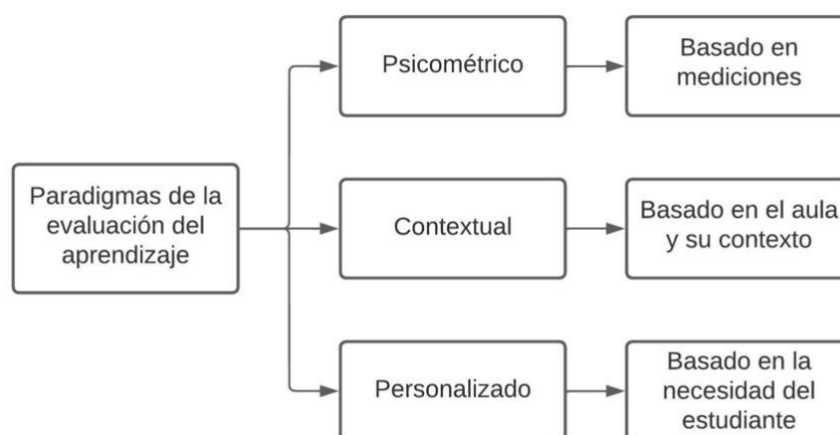 Paradigmas de la
evaluación del
aprendizaje
Psicométrico
Basado en
mediciones
Contextual
Basado en el aula
y su contexto
Personalizado
Basado en la
necesidad del
estudiante